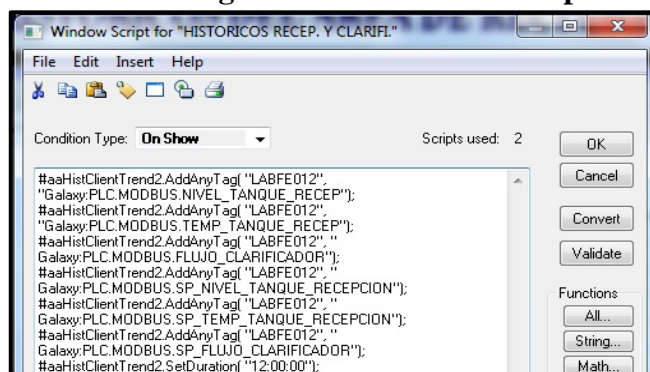 Window Script for "HISTORICOS RECEP. Y CLARIFI."
File Edit Insert Help
Condition Type: On Show Scripts used: 2
OK
Cancel
Convert
Validate
Functions
All...
String...
Math...
#aaHistClientTrend2.AddAnyTag( "LABFE012",
"Galaxy:PLC.MODBUS.NIVEL_TANQUE_RECEP");
#aaHistClientTrend2.AddAnyTag( "LABFE012",
"Galaxy:PLC.MODBUS.TEMP_TANQUE_RECEP");
#aaHistClientTrend2.AddAnyTag( "LABFE012", "
Galaxy:PLC.MODBUS.FLUJO_CLARIFICADOR");
#aaHistClientTrend2.AddAnyTag( "LABFE012", "
Galaxy:PLC.MODBUS.SP_NIVEL_TANQUE_RECEPCION");
#aaHistClientTrend2.AddAnyTag( "LABFE012", "
Galaxy:PLC.MODBUS.SP_TEMP_TANQUE_RECEPCION");
#aaHistClientTrend2.AddAnyTag( "LABFE012", "
Galaxy:PLC.MODBUS.SP_FLUJO_CLARIFICADOR");
#aaHistClientTrend2.SetDuration( "12:00:00");